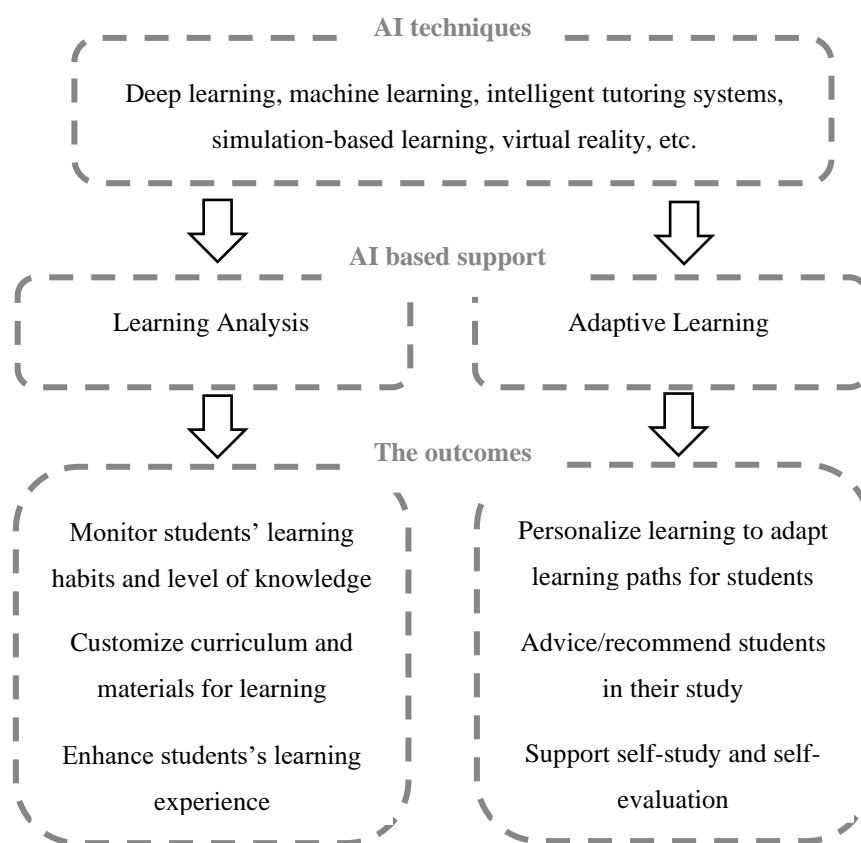 AI techniques
Deep learning, machine learning, intelligent tutoring systems,
simulation-based learning, virtual reality, etc.
AI based support
Learning Analysis
Adaptive Learning
The outcomes
Monitor students’ learning
habits and level of knowledge
Customize curriculum and
materials for learning
Enhance students’s learning
experience
Personalize learning to adapt
learning paths for students
Advice/recommend students
in their study
Support self-study and self-
evaluation